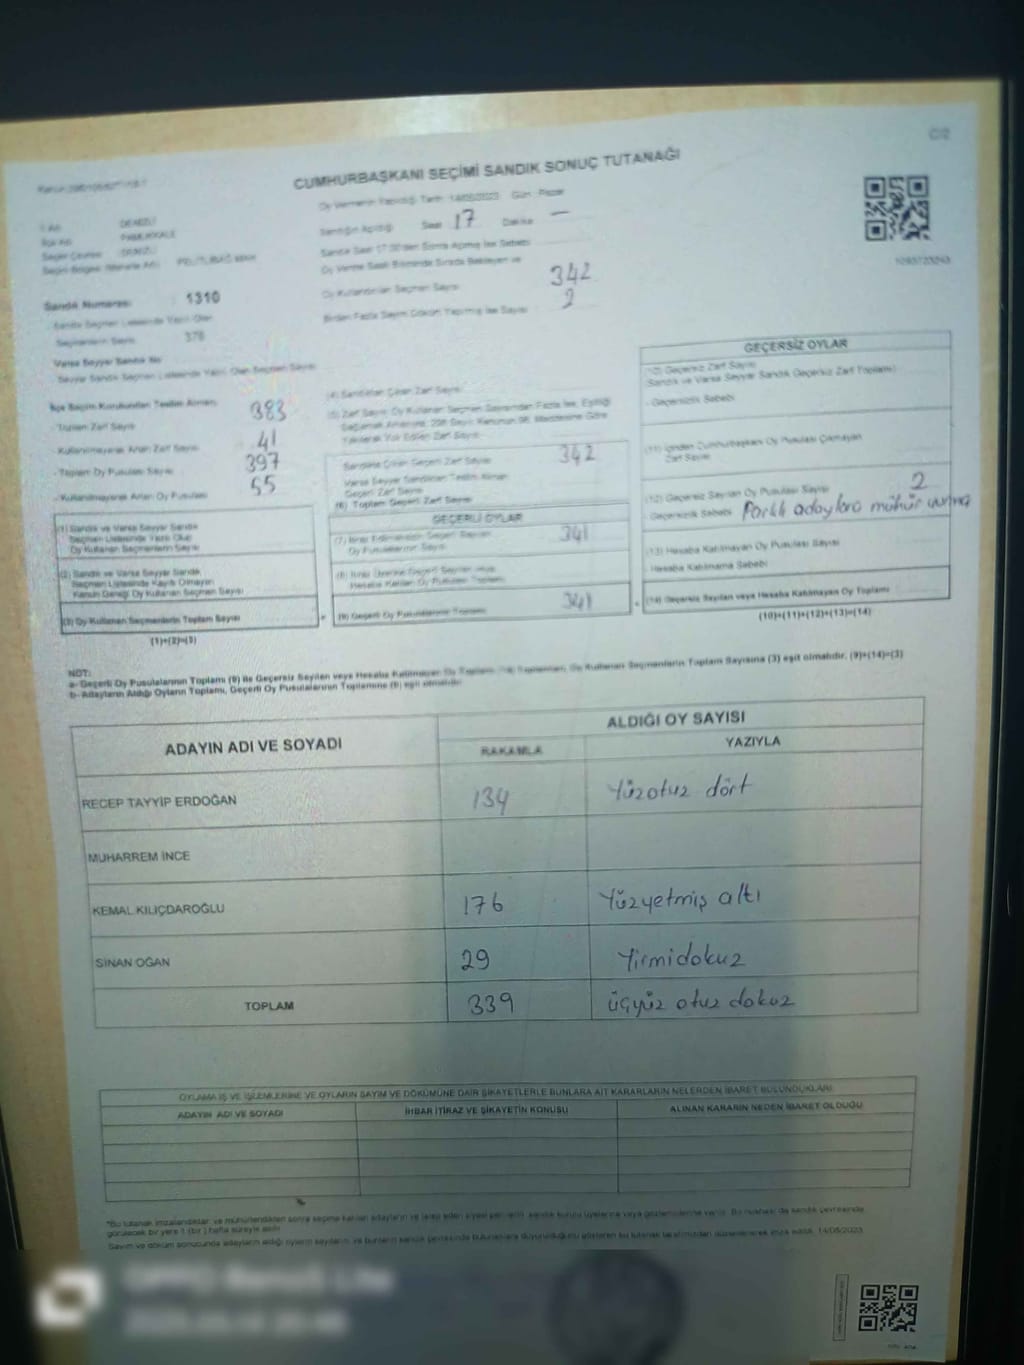 C/2
CUMHURBAŞKANI SEÇİMİ SANDIK SONUÇ TUTANAĞI
Oy Vermenin Yapıldığı Tarih: 14/05/2023 Gün: Pazar
Sandığın Açıldığı Saat 17 Dakika —
İl Adı DENİZLİ
İlçe Adı PAMUKKALE
Seçim Çevresi DENİZLİ
Sandık Saat 17:00'den Sonra Açılmış İse Sebebi
Oy Verme Saati Bitiminde Sırada Bekleyen ve
Oy Kullandırılan Seçmen Sayısı 342
Birden Fazla Sayım Döküm Yapılmış İse Sayısı 2
Sandık Numarası 1310
Sandık Seçmen Listesinde Yazılı Olan
Seçmenlerin Sayısı 378
Varsa Seyyar Sandık No
Seyyar Sandık Seçmen Listesinde Yazılı Olan Seçmen Sayısı
İlçe Seçim Kurulundan Teslim Alınan
- Toplam Zarf Sayısı 383
- Kullanılmayarak Artan Zarf Sayısı 41
- Toplam Oy Pusulası Sayısı 397
- Kullanılmayarak Artan Oy Pusulası 55
(1) Sandık ve Varsa Seyyar Sandık
Seçmen Listesinde Yazılı Olup
Oy Kullanan Seçmenlerin Sayısı
(2) Sandık ve Varsa Seyyar Sandık
Seçmen Listesinde Kayıtlı Olmayan
Kanun Gereği Oy Kullanan Seçmen Sayısı
(3) Oy Kullanan Seçmenlerin Toplam Sayısı
(1)+(2)=(3)
(4) Sandıktan Çıkan Zarf Sayısı
(5) Zarf Sayısı Oy Kullanan Seçmen Sayısından Fazla İse, Eşitliği
Sağlamak Amacıyla, 298 Sayılı Kanunun 98. Maddesine Göre
Yakılarak Yok Edilen Zarf Sayısı
Sandıkta Çıkan Geçerli Zarf Sayısı 342
Varsa Seyyar Sandıktan Teslim Alınan
Geçerli Zarf Sayısı
(6) Toplam Geçerli Zarf Sayısı
GEÇERLİ OYLAR
(7) İtiraz Edilmeksizin Geçerli Sayılan
Oy Pusulalarının Sayısı 341
(8) İtiraz Üzerine Geçerli Sayılan veya
Hesaba Katılan Oy Pusulası Toplamı
(9) Geçerli Oy Pusulalarının Toplamı 341
GEÇERSİZ OYLAR
Geçersiz Zarf Sayısı
(Sandık ve Varsa Seyyar Sandık Geçersiz Zarf Toplamı)
- Geçersizlik Sebebi
(11) İçinden Cumhurbaşkanı Oy Pusulası Çıkmayan
Zarf Sayısı
(12) Geçersiz Sayılan Oy Pusulası Sayısı 2
Geçersizlik Sebebi Farklı adaylara mühür vurma
(13) Hesaba Katılmayan Oy Pusulası Sayısı
- Hesaba Katılmama Sebebi
(14) Geçersiz Sayılan veya Hesaba Katılmayan Oy Toplamı
(10)+(11)+(12)+(13)=(14)
NOT:
a- Geçerli Oy Pusulalarının Toplamı (9) ile Geçersiz Sayılan veya Hesaba Katılmayan Oy Toplamı (14) Toplamları, Oy Kullanan Seçmenlerin Toplam Sayısına (3) eşit olmalıdır. (9)+(14)=(3)
b- Adayların Aldığı Oyların Toplamı, Geçerli Oy Pusulalarının Toplamına (9) eşit olmalıdır.
ADAYIN ADI VE SOYADI ALDIĞI OY SAYISI
RAKAMLA YAZIYLA
RECEP TAYYİP ERDOĞAN 134 Yüzotuz dört
MUHARREM İNCE
KEMAL KILIÇDAROĞLU 176 Yüzyetmiş altı
SİNAN OĞAN 29 Yirmidokuz
TOPLAM 339 üçyüz otuz dokuz
OYLAMA İŞ VE İŞLEMLERİNE VE OYLARIN SAYIM VE DÖKÜMÜNE DAİR ŞİKAYETLERLE BUNLARA AİT KARARLARIN NELERDEN İBARET BULUNDUKLARI
ADAYIN ADI VE SOYADI İHBAR İTİRAZ VE ŞİKAYETİN KONUSU ALINAN KARARIN NEDEN İBARET OLDUĞU